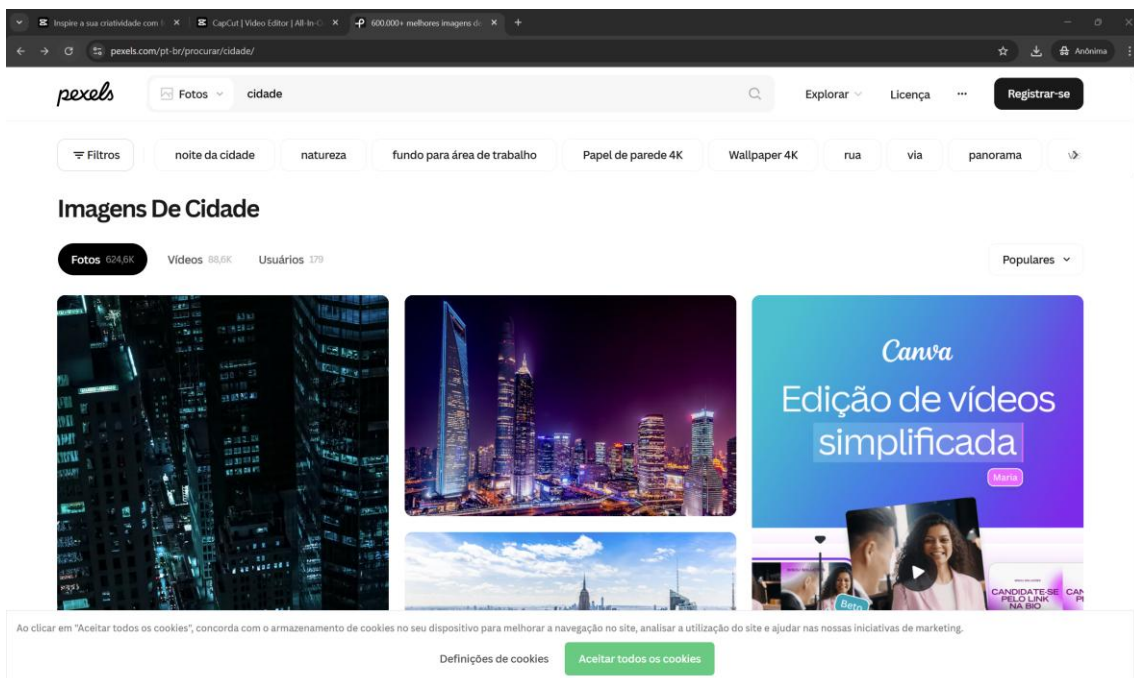 Inspire a sua criatividade com
CapCut | Video Editor | All-In-O
600.000+ melhores imagens de
pexels.com/pt-br/procurar/cidade/
Anônima
pexels
Fotos
cidade
Explorar
Licença
Registrar-se
Filtros
noite da cidade
natureza
fundo para área de trabalho
Papel de parede 4K
Wallpaper 4K
rua
via
panorama
Imagens De Cidade
Fotos 624,6K
Vídeos 88,6K
Usuários 179
Populares
Canva
Edição de vídeos
simplificada
Maria
Beto
CANDIDATE-SE
PELO LINK
NA BIO
Ao clicar em "Aceitar todos os cookies", concorda com o armazenamento de cookies no seu dispositivo para melhorar a navegação no site, analisar a utilização do site e ajudar nas nossas iniciativas de marketing.
Definições de cookies
Aceitar todos os cookies